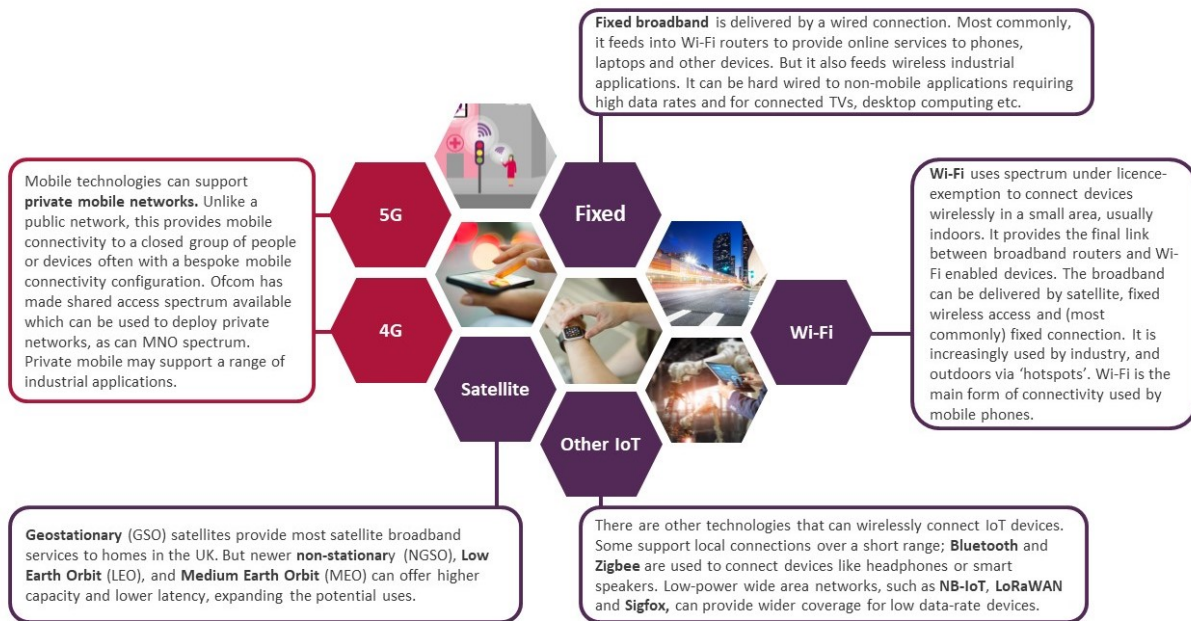 Fixed broadband is delivered by a wired connection. Most commonly,
it feeds into Wi-Fi routers to provide online services to phones,
laptops and other devices. But it also feeds wireless industrial
applications. It can be hard wired to non-mobile applications requiring
high data rates and for connected TVs, desktop computing etc.
Mobile technologies can support
private mobile networks. Unlike a
public network, this provides mobile
connectivity to a closed group of people
or devices often with a bespoke mobile
connectivity configuration. Ofcom has
made shared access spectrum available
which can be used to deploy private
networks, as can MNO spectrum.
Private mobile may support a range of
industrial applications.
5G
4G
Fixed
Satellite
Other IoT
Wi-Fi
Wi-Fi uses spectrum under licence-
exemption to connect devices
wirelessly in a small area, usually
indoors. It provides the final link
between broadband routers and Wi-
Fi enabled devices. The broadband
can be delivered by satellite, fixed
wireless access and (most
commonly) fixed connection. It is
increasingly used by industry, and
outdoors via ‘hotspots’. Wi-Fi is the
main form of connectivity used by
mobile phones.
Geostationary (GSO) satellites provide most satellite broadband
services to homes in the UK. But newer non-stationary (NGSO), Low
Earth Orbit (LEO), and Medium Earth Orbit (MEO) can offer higher
capacity and lower latency, expanding the potential uses.
There are other technologies that can wirelessly connect IoT devices.
Some support local connections over a short range; Bluetooth and
Zigbee are used to connect devices like headphones or smart
speakers. Low-power wide area networks, such as NB-IoT, LoRaWAN
and Sigfox, can provide wider coverage for low data-rate devices.